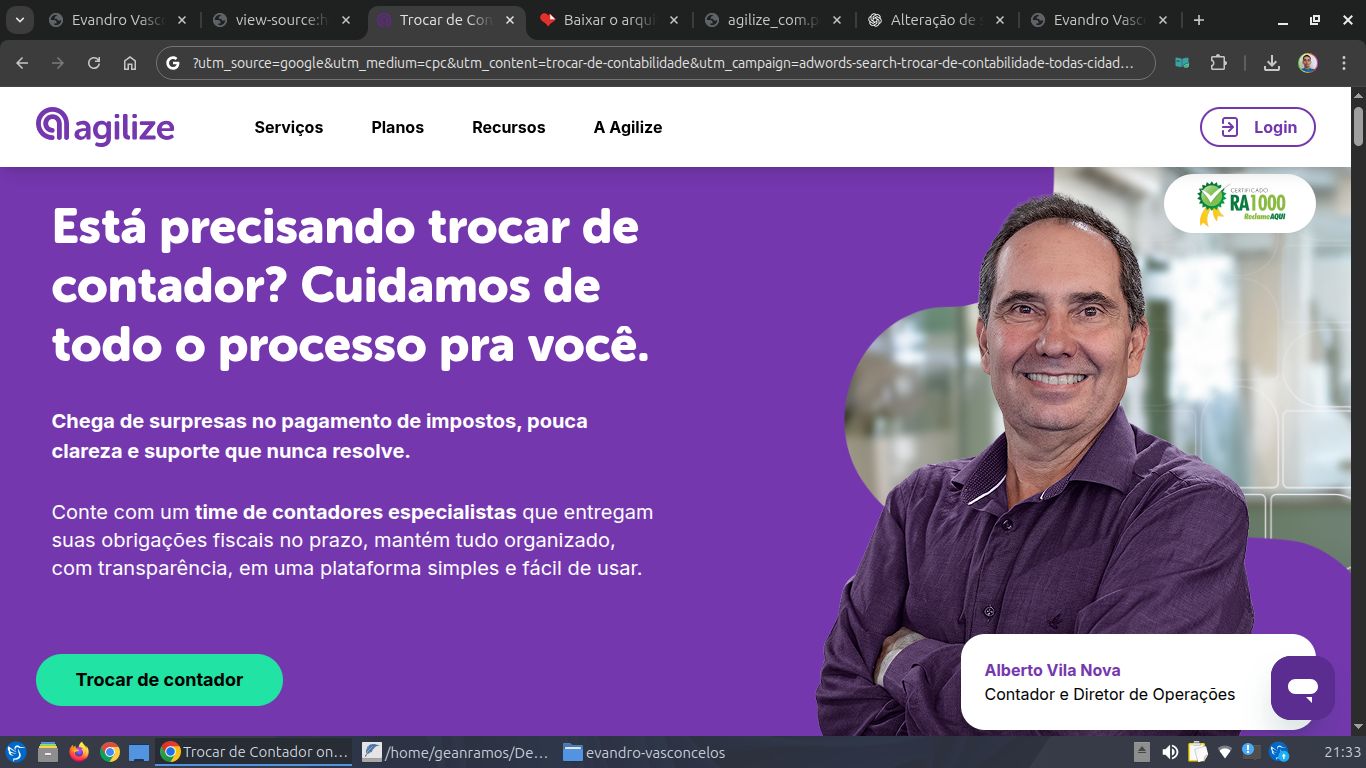 Evandro Vasc
view-source:h
Trocar de Con
Baixar o arqu
agilize_com.p
Alteração de s
Evandro Vasc
?utm_source=google&utm_medium=cpc&utm_content=trocar-de-contabilidade&utm_campaign=adwords-search-trocar-de-contabilidade-todas-cidad...
agilize
Serviços
Planos
Recursos
A Agilize
Login
CERTIFICADO
RA1000
ReclameAQUI
Está precisando trocar de
contador? Cuidamos de
todo o processo pra você.
Chega de surpresas no pagamento de impostos, pouca
clareza e suporte que nunca resolve.
Conte com um time de contadores especialistas que entregam
suas obrigações fiscais no prazo, mantém tudo organizado,
com transparência, em uma plataforma simples e fácil de usar.
Trocar de contador
Alberto Vila Nova
Contador e Diretor de Operações
Trocar de Contador on...
/home/geanramos/De...
evandro-vasconcelos
21:33